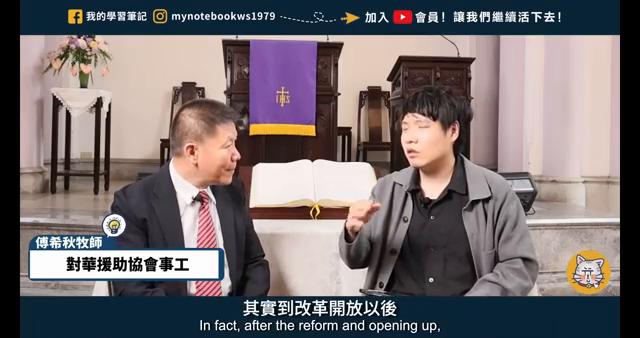 我的學習筆記 mynotebookws1979 加入 會員！讓我們繼續活下去！
IHS
傅希秋牧師
對華援助協會事工
其實到改革開放以後
In fact, after the reform and opening up,